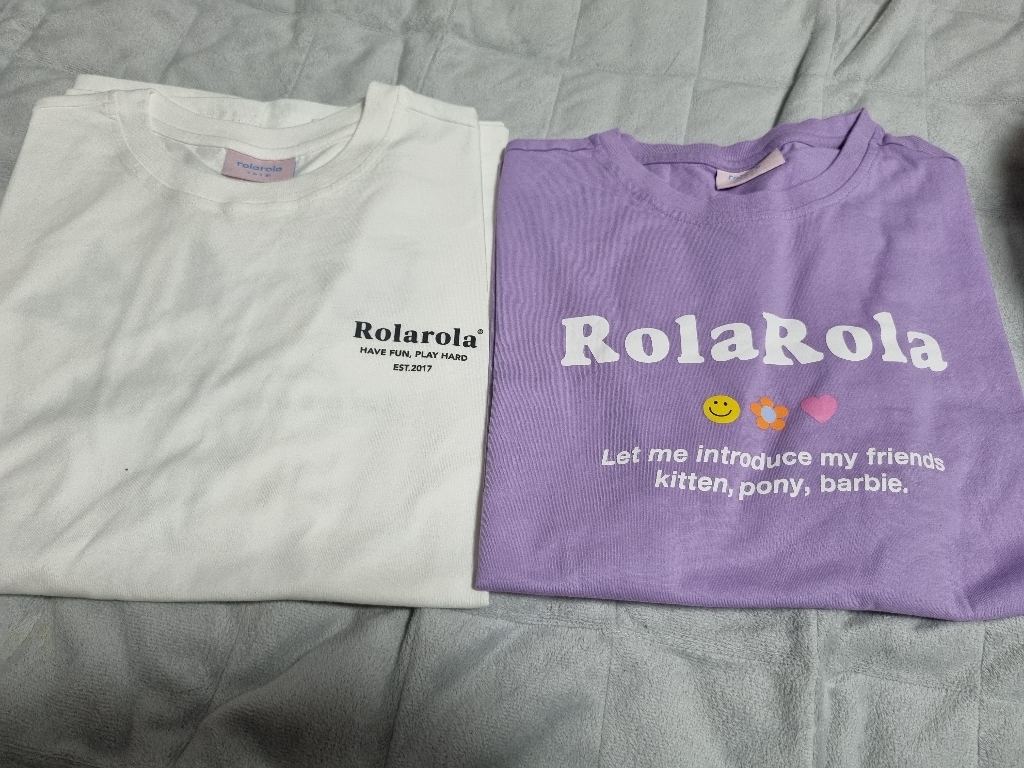 rolarola
Rolarola®
HAVE FUN, PLAY HARD
EST.2017
RolaRola
Let me introduce my friends
kitten, pony, barbie.